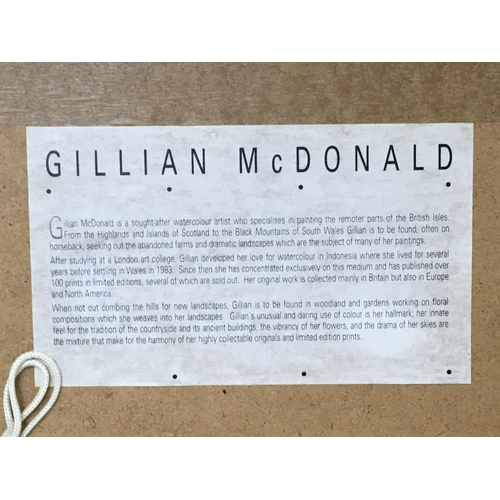 GILLIAN McDONALD
Gillian McDonald is a sought-after watercolour artist who specialises in painting the remoter parts of the British Isles.
From the Highlands and Islands of Scotland to the Black Mountains of South Wales Gillian is to be found, often on
horseback, seeking out the abandoned farms and dramatic landscapes which are the subject of many of her paintings.
After studying at a London art college, Gillian developed her love for watercolour in Indonesia where she lived for several
years before settling in Wales in 1983. Since then she has concentrated exclusively on this medium and has published over
100 prints in limited editions, several of which are sold out. Her original work is collected mainly in Britain but also in Europe
and North America.
When not out combing the hills for new landscapes, Gillian is to be found in woodland and gardens working on floral
compositions which she weaves into her landscapes. Gillian's unusual and daring use of colour is her hallmark; her innate
feel for the tradition of the countryside and its ancient buildings, the vibrancy of her flowers, and the drama of her skies are
the mixture that make for the harmony of her highly collectable originals and limited edition prints.